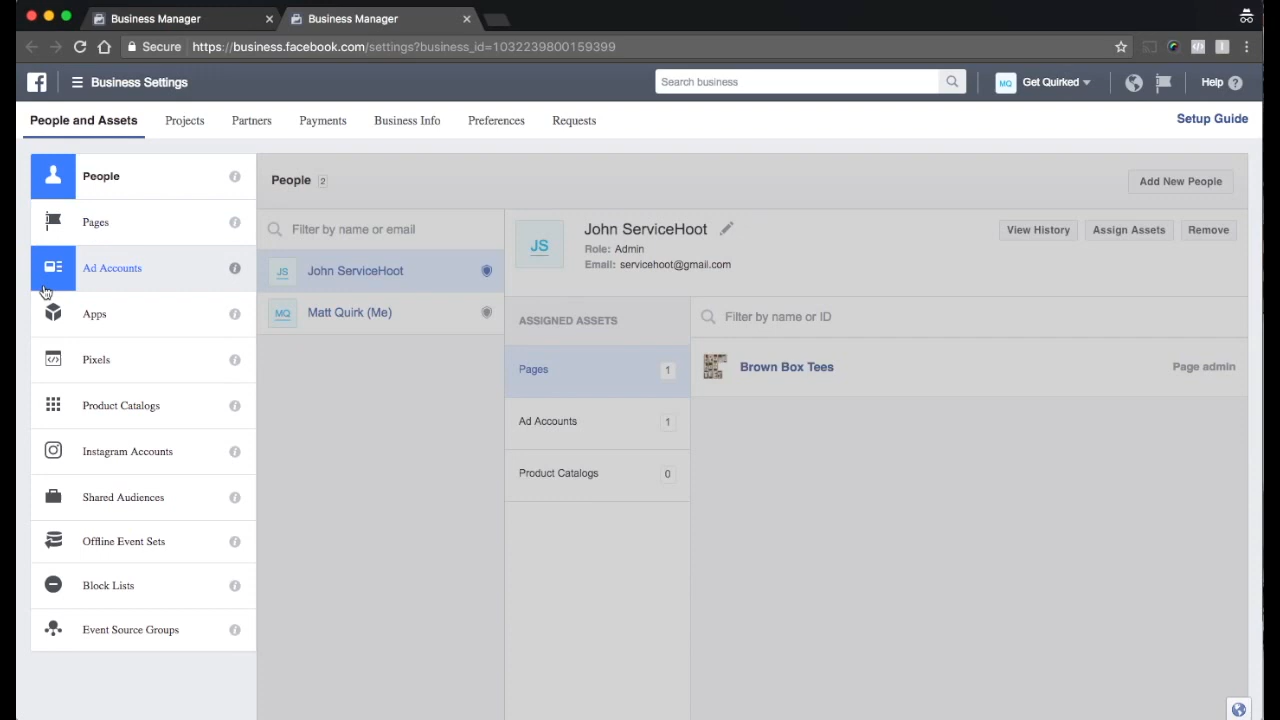 Business Manager
Business Manager
Secure
https://business.facebook.com/settings?business_id=1032239800159399
Business Settings
Search business
MQ
Get Quirked
Help ?
People and Assets
Projects
Partners
Payments
Business Info
Preferences
Requests
Setup Guide
People
Pages
Ad Accounts
Apps
Pixels
Product Catalogs
Instagram Accounts
Shared Audiences
Offline Event Sets
Block Lists
Event Source Groups
People 2
Add New People
Filter by name or email
JS
John ServiceHoot
MQ
Matt Quirk (Me)
JS
John ServiceHoot
Role: Admin
Email: servicehoot@gmail.com
View History
Assign Assets
Remove
ASSIGNED ASSETS
Pages 1
Ad Accounts 1
Product Catalogs 0
Filter by name or ID
Brown Box Tees
Page admin